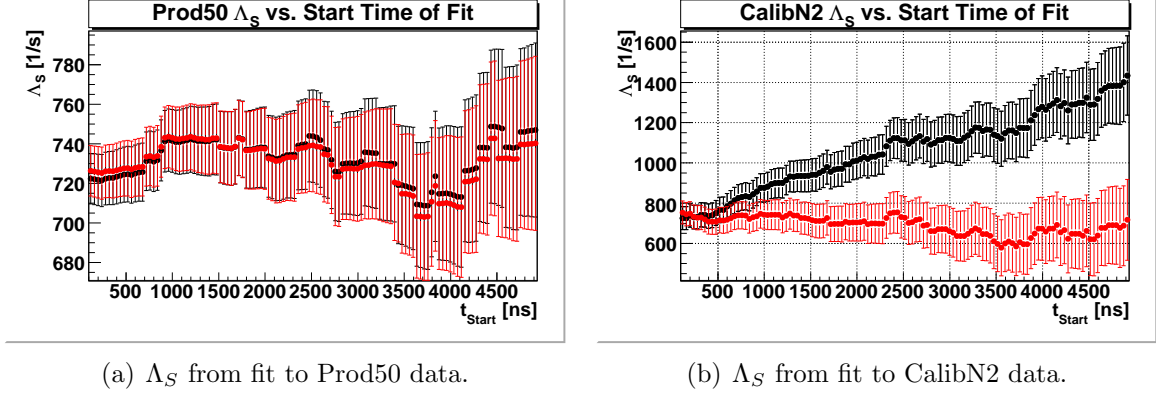 Prod50 Λ_S vs. Start Time of Fit
Λ_S [1/s]
780
760
740
720
700
680
500 1000 1500 2000 2500 3000 3500 4000 4500
t_Start [ns]
(a) Λ_S from fit to Prod50 data.
CalibN2 Λ_S vs. Start Time of Fit
Λ_S [1/s]
1600
1400
1200
1000
800
600
500 1000 1500 2000 2500 3000 3500 4000 4500
t_Start [ns]
(b) Λ_S from fit to CalibN2 data.